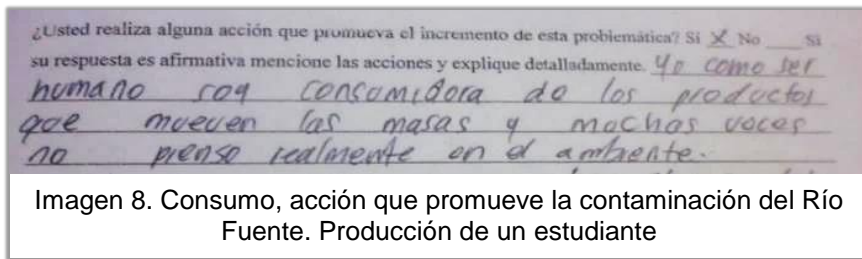 ¿Usted realiza alguna acción que promueva el incremento de esta problemática? Si X No ___ Si
su respuesta es afirmativa mencione las acciones y explique detalladamente. Yo como ser
humano soy consumidora de los productos
que mueven las masas y muchas veces
no pienso realmente en el ambiente.
Imagen 8. Consumo, acción que promueve la contaminación del Río
Fuente. Producción de un estudiante